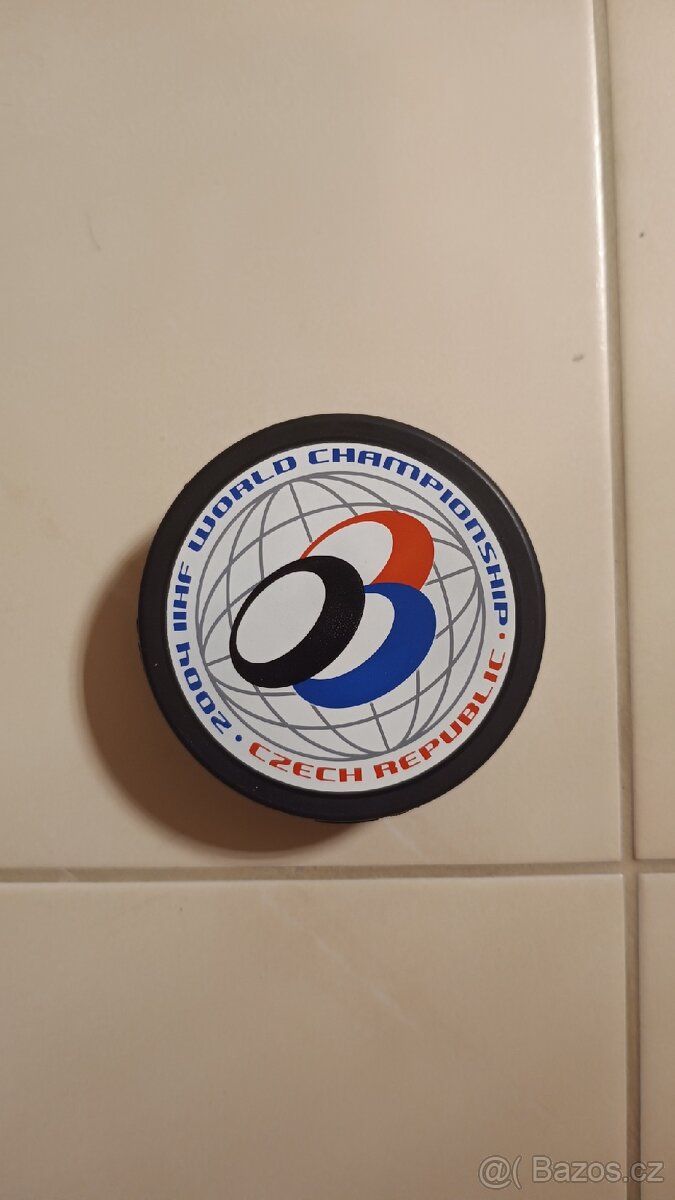 2004 IIHF WORLD CHAMPIONSHIP •
CZECH REPUBLIC •
@( Bazos.cz